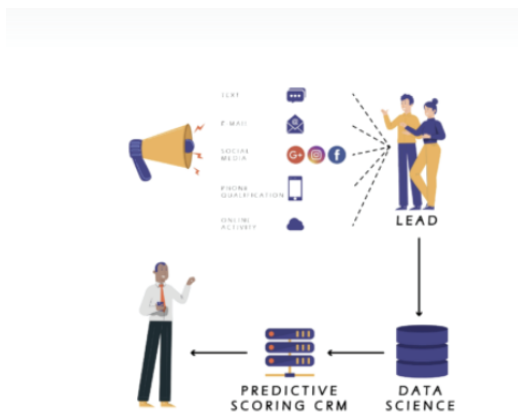 TEXT
E-MAIL
SOCIAL
MEDIA
PHONE
QUALIFICATION
ONLINE
ACTIVITY
LEAD
PREDICTIVE
SCORING CRM
DATA
SCIENCE